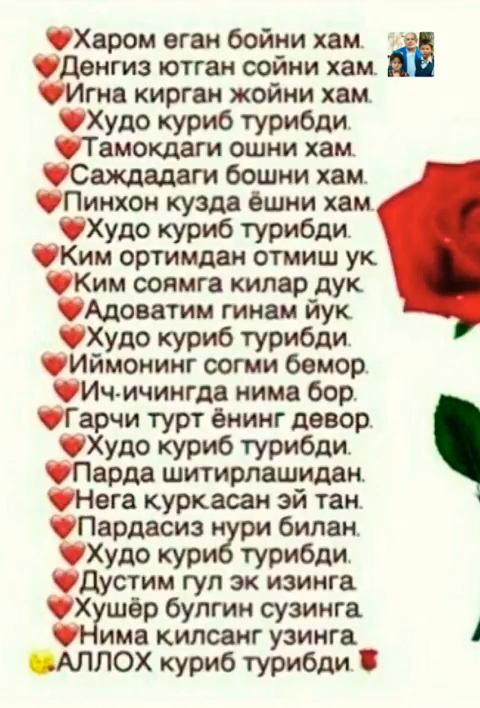 ❤️Харом еган бойни хам.
❤️Денгиз ютган сойни хам.
❤️Игна кирган жойни хам.
❤️Худо куриб турибди.
❤️Тамокдаги ошни хам.
❤️Саждадаги бошни хам.
❤️Пинхон кузда ёшни хам.
❤️Худо куриб турибди.
❤️Ким ортимдан отмиш ук.
❤️Ким соямга килар дук.
❤️Адоватим гинам йук.
❤️Худо куриб турибди.
❤️Иймонинг согми бемор.
❤️Ич-ичингда нима бор.
❤️Гарчи турт ёнинг девор.
❤️Худо куриб турибди.
❤️Парда шитирлашидан.
❤️Нега қурқасан эй тан.
❤️Пардасиз нури билан.
❤️Худо куриб турибди.
❤️Дустим гул эк изинга.
❤️Хушёр булгин сузинга.
❤️Нима қилсанг узинга.
АЛЛОХ куриб турибди.🌹